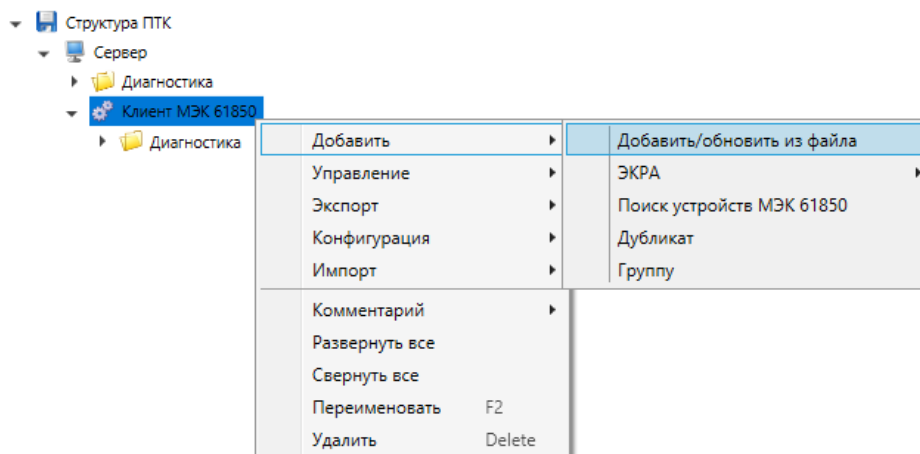 Структура ПТК
Сервер
Диагностика
Клиент МЭК 61850
Диагностика
Добавить
Управление
Экспорт
Конфигурация
Импорт
Комментарий
Развернуть все
Свернуть все
Переименовать F2
Удалить Delete
Добавить/обновить из файла
ЭКРА
Поиск устройств МЭК 61850
Дубликат
Группу